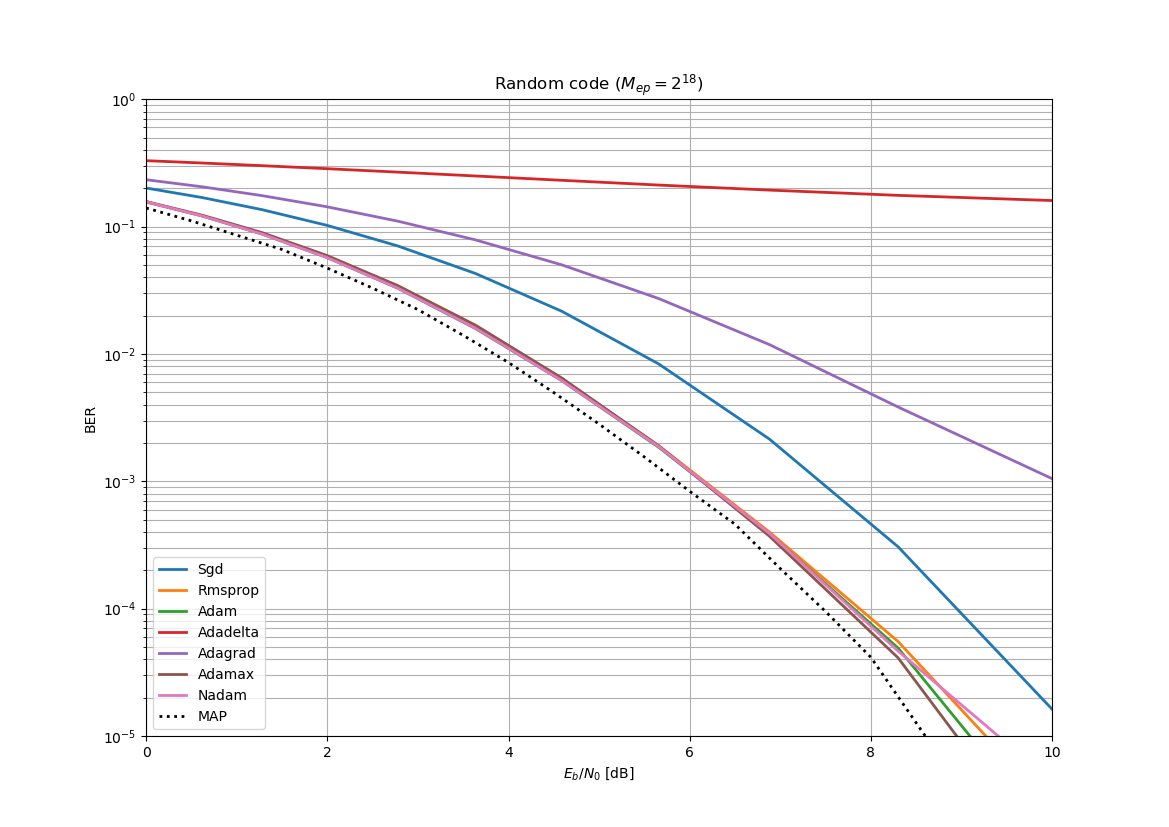 Random code ($M_{ep} = 2^{18}$)
10^0
10^{-1}
10^{-2}
10^{-3}
10^{-4}
10^{-5}
BER
Sgd
Rmsprop
Adam
Adadelta
Adagrad
Adamax
Nadam
MAP
0 2 4 6 8 10
$E_b/N_0$ [dB]